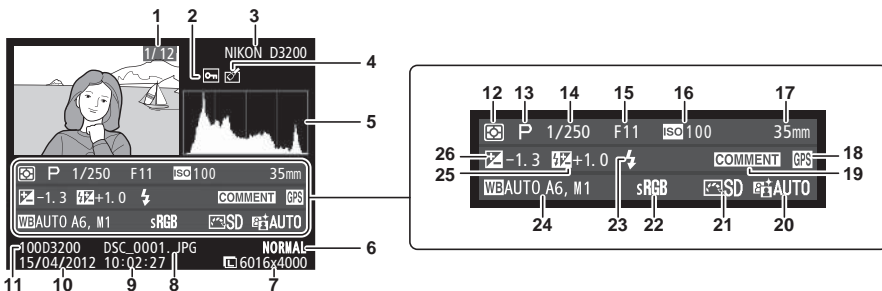 1 2 3
1/12 NIKON D3200
4
5
P 1/250 F11 ISO 100 35mm
-1.3 +1.0 COMMENT GPS
WB AUTO A6, M1 sRGB SD AUTO
100D3200 DSC_0001.JPG NORMAL 6
15/04/2012 10:02:27 L 6016x4000
11 10 9 8 7
12 13 14 15 16 17
P 1/250 F11 ISO 100 35mm
26 -1.3 +1.0 COMMENT GPS 18
25 19
WB AUTO A6, M1 sRGB SD AUTO
24 23 22 21 20